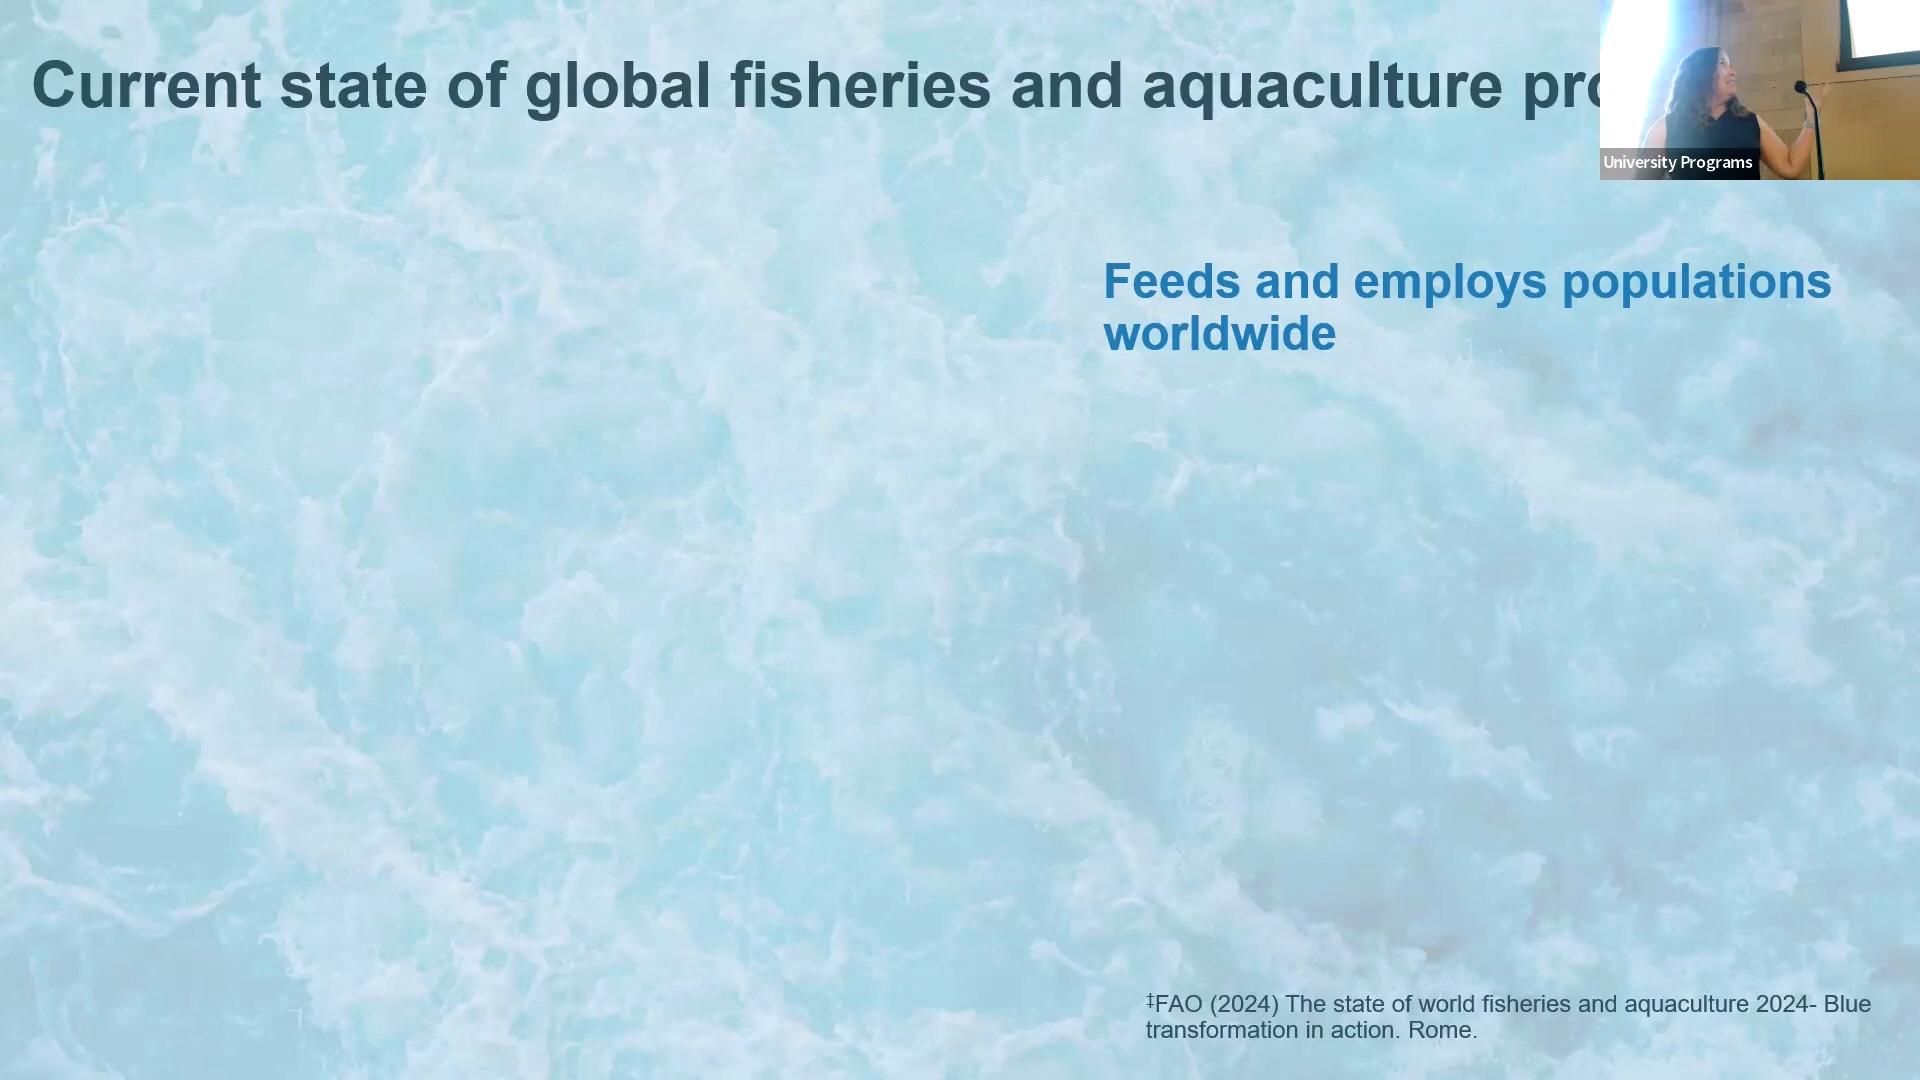 Current state of global fisheries and aquaculture
University Programs
Feeds and employs populations
worldwide
‡FAO (2024) The state of world fisheries and aquaculture 2024- Blue
transformation in action. Rome.